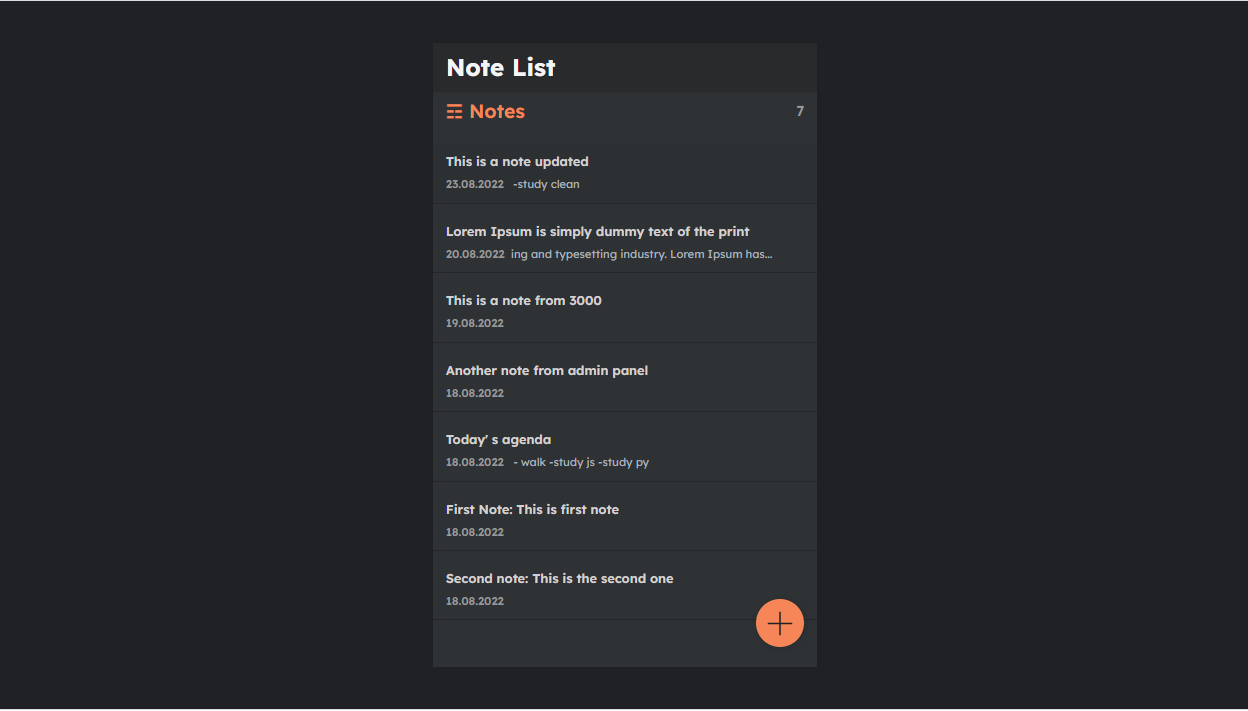 Note List
Notes 7
This is a note updated
23.08.2022 -study clean
Lorem Ipsum is simply dummy text of the print
20.08.2022 ing and typesetting industry. Lorem Ipsum has...
This is a note from 3000
19.08.2022
Another note from admin panel
18.08.2022
Today' s agenda
18.08.2022 - walk -study js -study py
First Note: This is first note
18.08.2022
Second note: This is the second one
18.08.2022